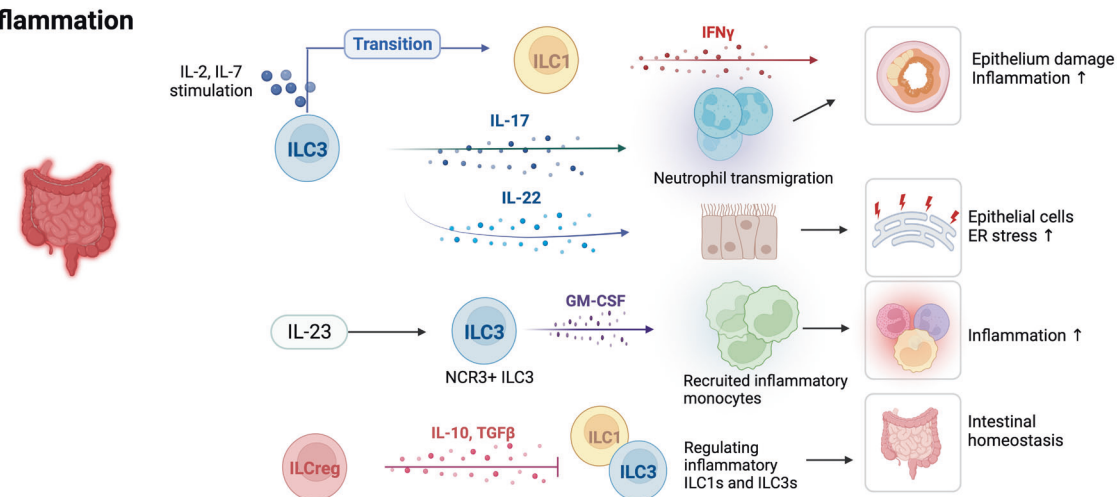 flammation
Transition
IL-2, IL-7
stimulation
ILC3
ILC1
IFNγ
Epithelium damage
Inflammation ↑
IL-17
Neutrophil transmigration
IL-22
Epithelial cells
ER stress ↑
IL-23
ILC3
NCR3+ ILC3
GM-CSF
Recruited inflammatory
monocytes
Inflammation ↑
ILCreg
IL-10, TGFβ
ILC1
ILC3
Regulating
inflammatory
ILC1s and ILC3s
Intestinal
homeostasis